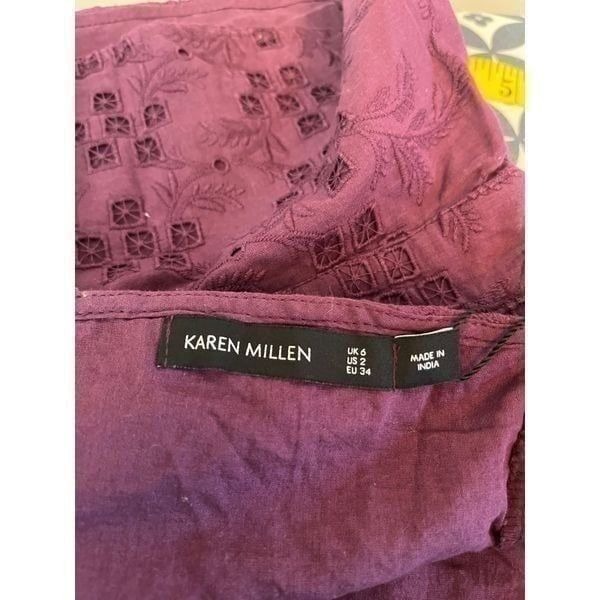 5
KAREN MILLEN
UK 6
US 2
EU 34
MADE IN
INDIA